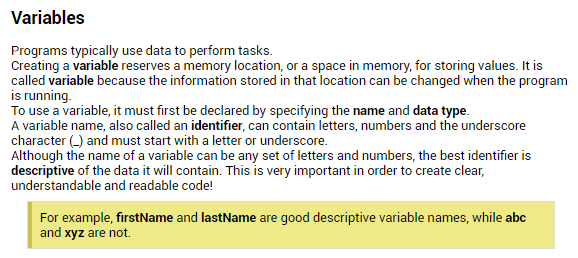 Variables
Programs typically use data to perform tasks.
Creating a variable reserves a memory location, or a space in memory, for storing values. It is
called variable because the information stored in that location can be changed when the program
is running.
To use a variable, it must first be declared by specifying the name and data type.
A variable name, also called an identifier, can contain letters, numbers and the underscore
character (_) and must start with a letter or underscore.
Although the name of a variable can be any set of letters and numbers, the best identifier is
descriptive of the data it will contain. This is very important in order to create clear,
understandable and readable code!
For example, firstName and lastName are good descriptive variable names, while abc
and xyz are not.